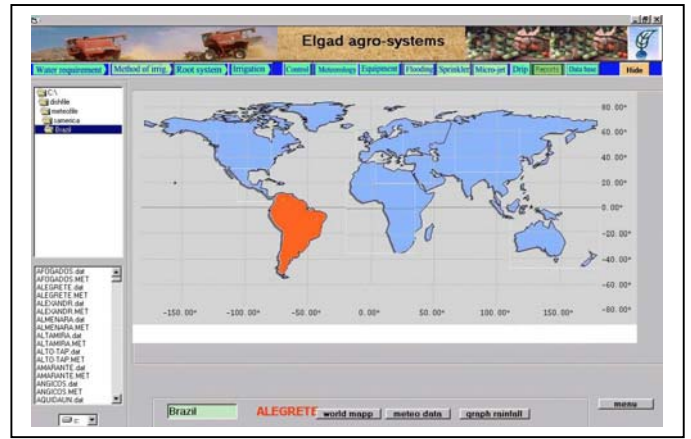 Elgad agro-systems
Water requirement Method of irrig. Root system Irrigation Control Meteorology Equipment Flooding Sprinkler Micro-jet Drip Reports Data base Hide
C:\
dishfile
meteofile
samerica
Brazil
80.00°
60.00°
40.00°
20.00°
0.00°
-20.00°
-40.00°
-60.00°
-80.00°
-150.00° -100.00° -50.00° 0.00° 50.00° 100.00° 150.00°
AFOGADOS.dat
AFOGADOS.MET
ALEGRETE.dat
ALEGRETE.MET
ALEXANDR.dat
ALEXANDR.MET
ALMENARA.dat
ALMENARA.MET
ALTAMIRA.dat
ALTAMIRA.MET
ALTO-TAP.dat
ALTO-TAP.MET
AMARANTE.dat
AMARANTE.MET
ANGICOS.dat
ANGICOS.MET
AQUIDAUN.dat
c:
Brazil ALEGRETE world mapp meteo data graph rainfall menu